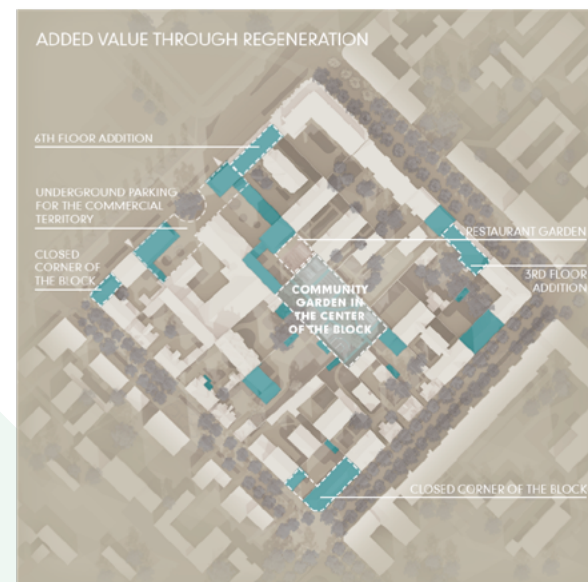 ADDED VALUE THROUGH REGENERATION
6TH FLOOR ADDITION
UNDERGROUND PARKING
FOR THE COMMERCIAL
TERRITORY
CLOSED
CORNER OF
THE BLOCK
RESTAURANT GARDEN
3RD FLOOR
ADDITION
COMMUNITY
GARDEN IN
THE CENTER
OF THE BLOCK
CLOSED CORNER OF THE BLOCK